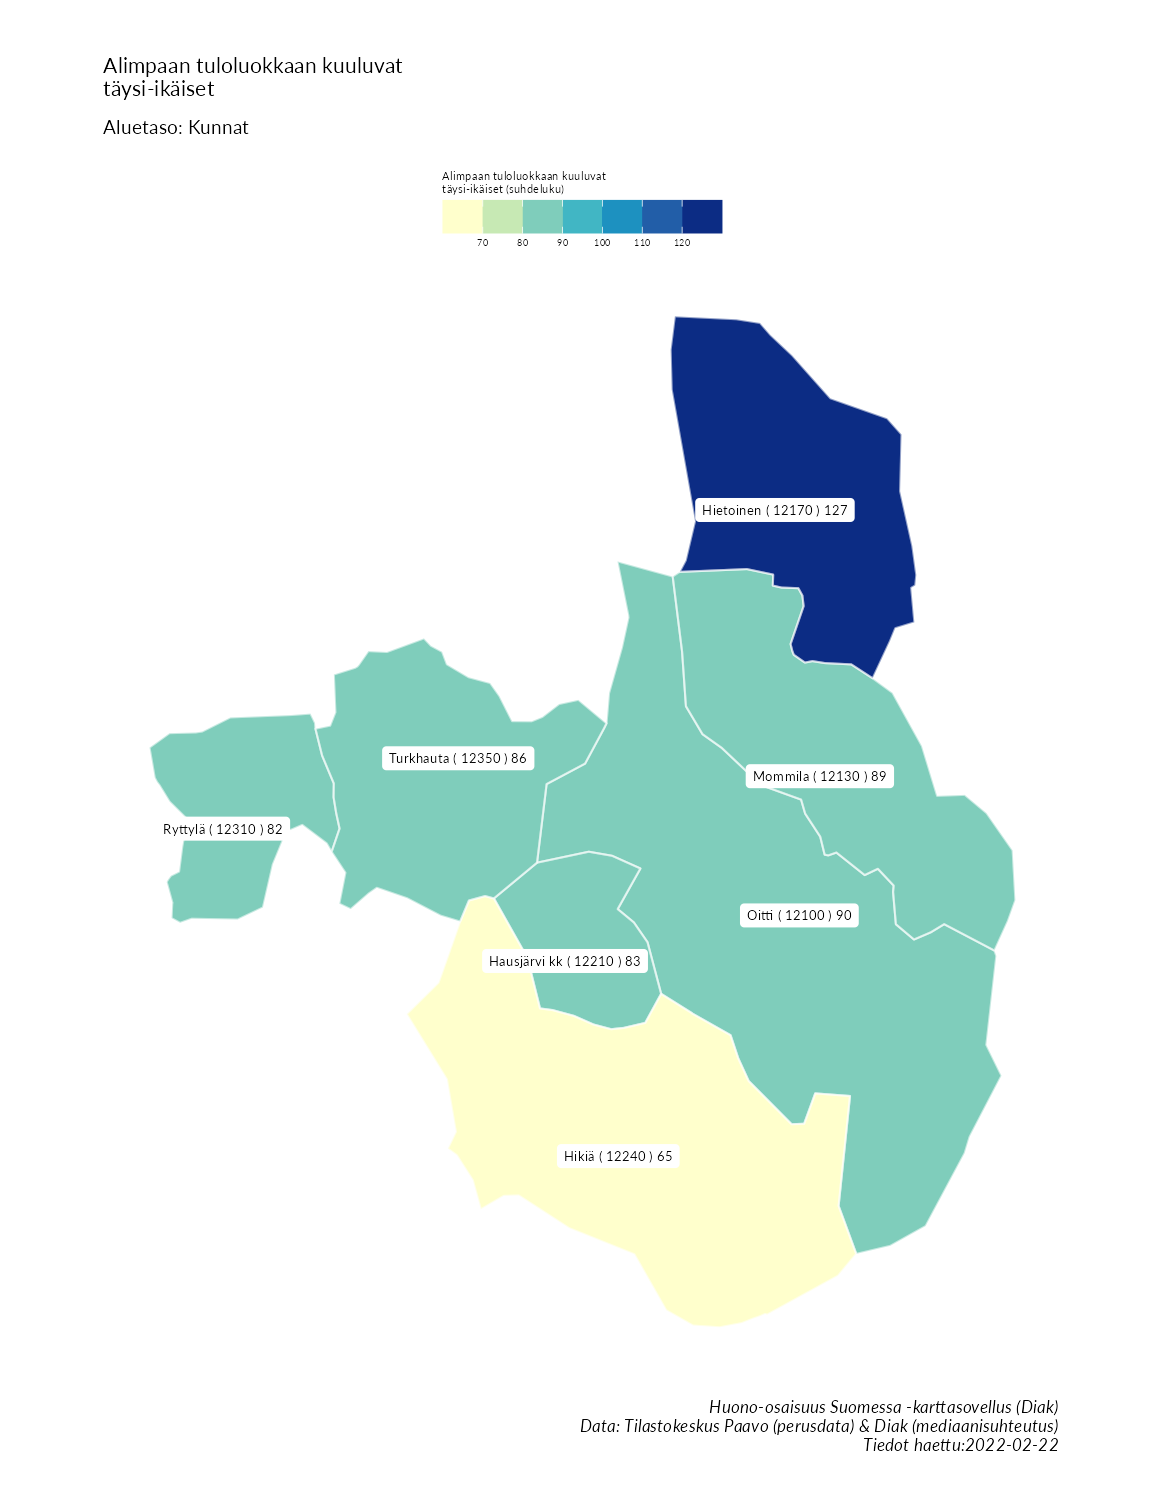 Alimpaan tuloluokkaan kuuluvat
täysi-ikäiset
Aluetaso: Kunnat
Alimpaan tuloluokkaan kuuluvat
täysi-ikäiset (suhdeluku)
70 80 90 100 110 120
Hietoinen ( 12170 ) 127
Turkhauta ( 12350 ) 86
Mommila ( 12130 ) 89
Ryttylä ( 12310 ) 82
Oitti ( 12100 ) 90
Hausjärvi kk ( 12210 ) 83
Hikiä ( 12240 ) 65
Huono-osaisuus Suomessa -karttasovellus (Diak)
Data: Tilastokeskus Paavo (perusdata) & Diak (mediaanisuhteutus)
Tiedot haettu:2022-02-22